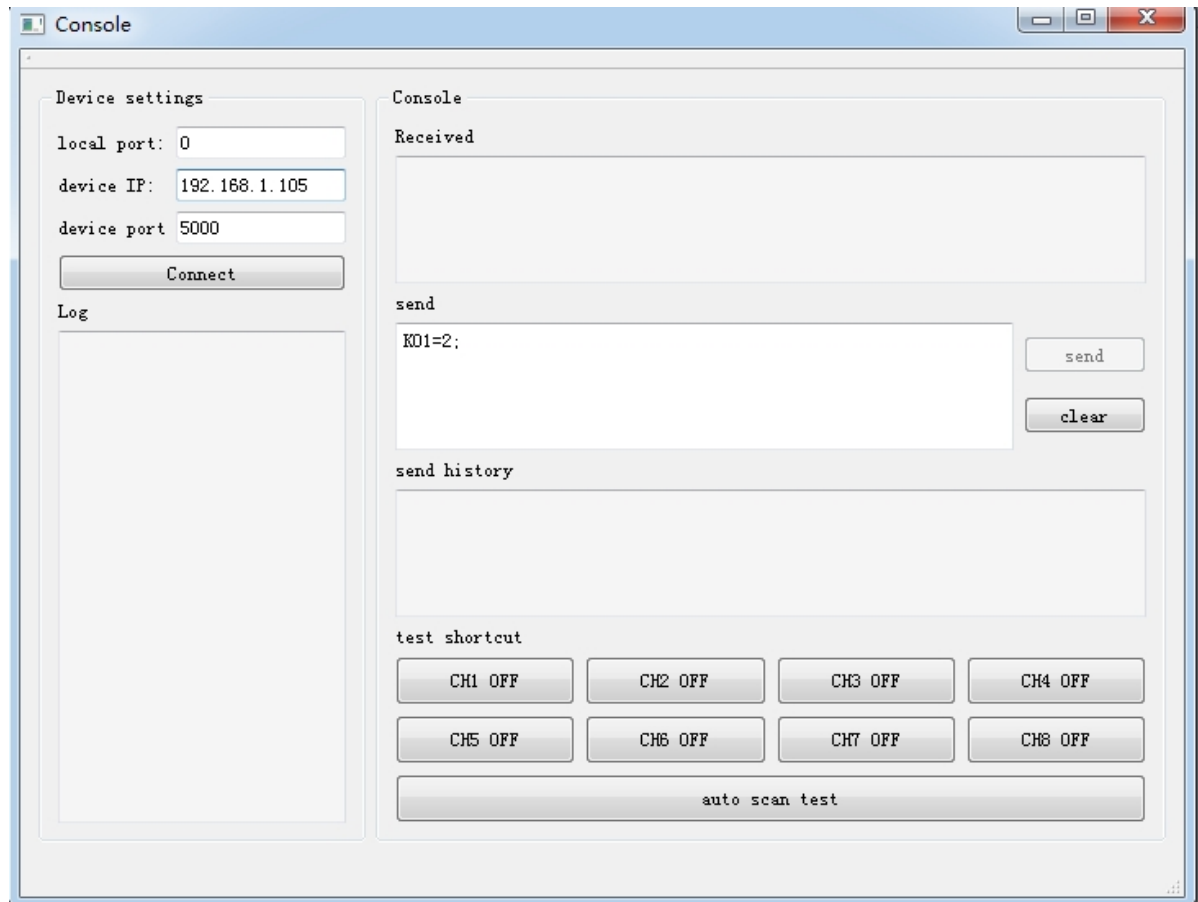 Console
Device settings
local port: 0
device IP: 192.168.1.105
device port 5000
Connect
Log
Console
Received
send
K01=2;
send
clear
send history
test shortcut
CH1 OFF CH2 OFF CH3 OFF CH4 OFF
CH5 OFF CH6 OFF CH7 OFF CH8 OFF
auto scan test